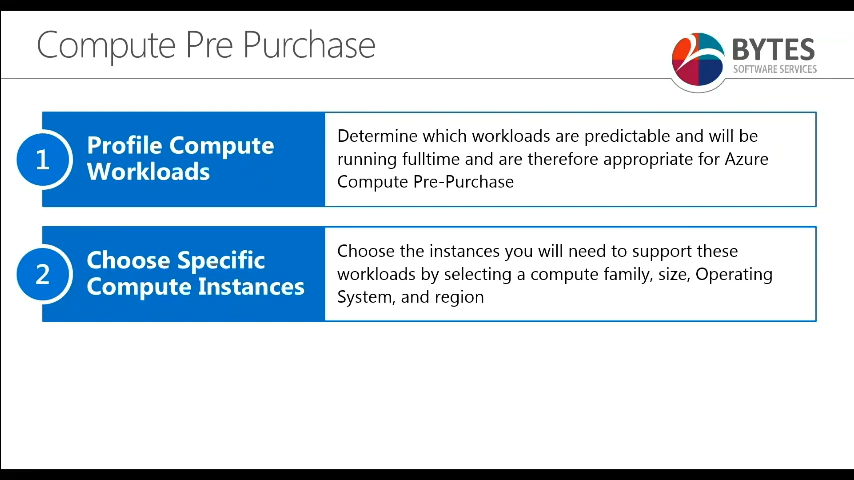 Compute Pre Purchase
BYTES
SOFTWARE SERVICES
1
Profile Compute
Workloads
Determine which workloads are predictable and will be
running fulltime and are therefore appropriate for Azure
Compute Pre-Purchase
2
Choose Specific
Compute Instances
Choose the instances you will need to support these
workloads by selecting a compute family, size, Operating
System, and region